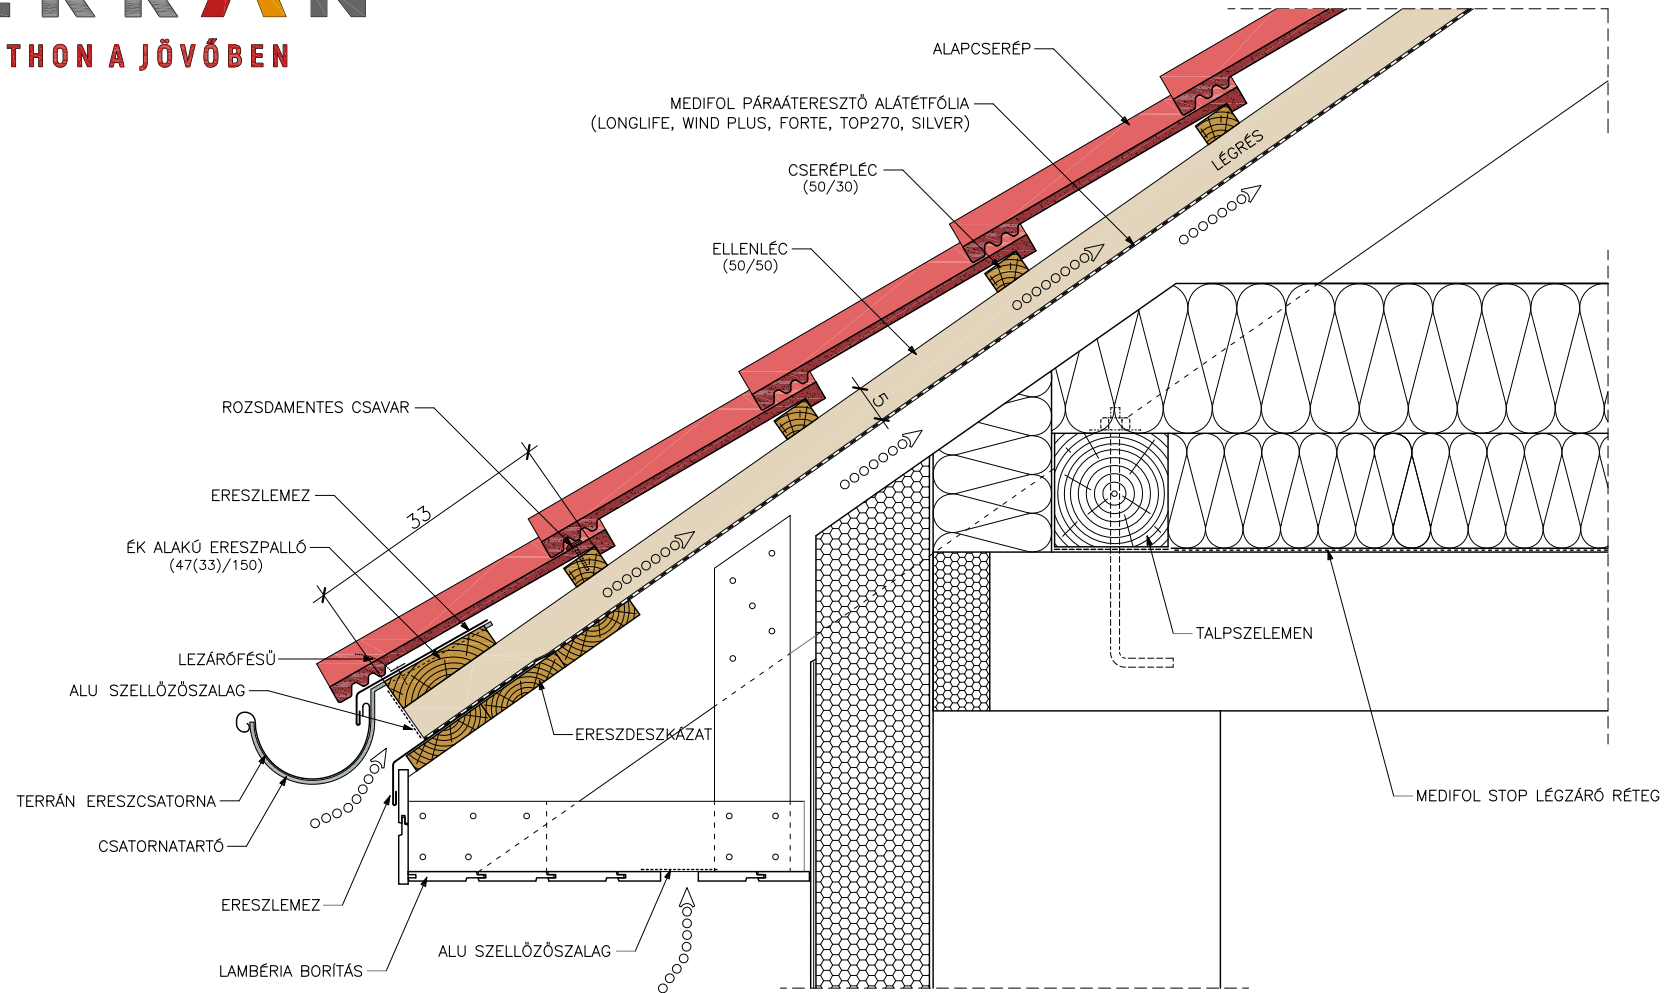 THON A JÖVŐBEN
ALAPCSERÉP
MEDIFOL PÁRAÁTERESZTŐ ALÁTÉTFÓLIA
(LONGLIFE, WIND PLUS, FORTE, TOP270, SILVER)
LÉGRÉS
CSERÉPLÉC
(50/30)
ELLENLÉC
(50/50)
5
ROZSDAMENTES CSAVAR
33
ERESZLEMEZ
ÉK ALAKÚ ERESZPALLÓ
(47(33)/150)
TALPSZELEMEN
LEZÁRÓFÉSŰ
ALU SZELLŐZŐSZALAG
ERESZDESZKÁZAT
TERRÁN ERESZCSATORNA
MEDIFOL STOP LÉGZÁRÓ RÉTEG
CSATORNATARTÓ
ERESZLEMEZ
ALU SZELLŐZŐSZALAG
LAMBÉRIA BORÍTÁS